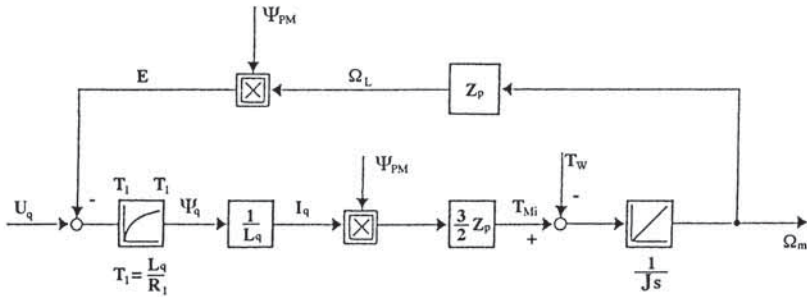 Ψ_PM
E
Ω_L
Z_p
Ψ_PM
T_W
-
T_1 T_1
-
U_q
Ψ_q
1/L_q
I_q
3/2 Z_p
T_Mi
+
Ω_m
T_1 = L_q/R_1
1/Js